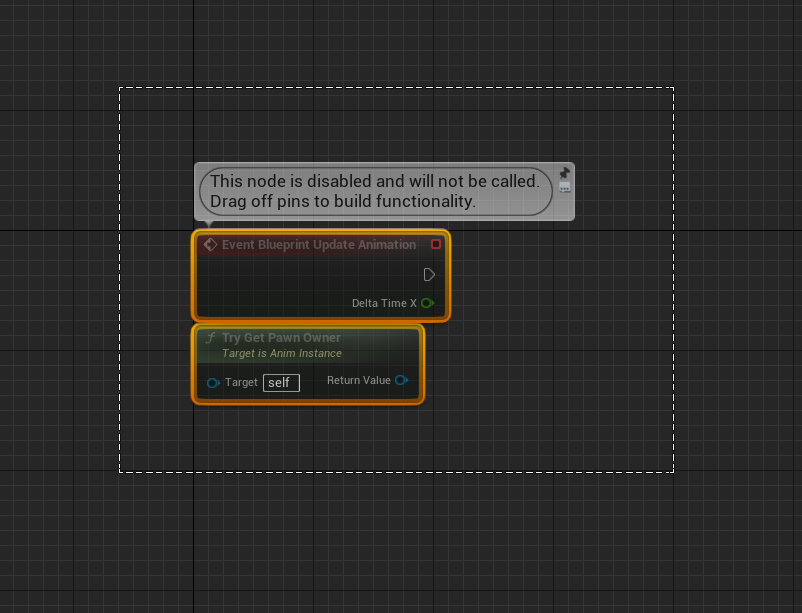 This node is disabled and will not be called.
Drag off pins to build functionality.
Event Blueprint Update Animation
Delta Time X
Try Get Pawn Owner
Target is Anim Instance
Target self Return Value